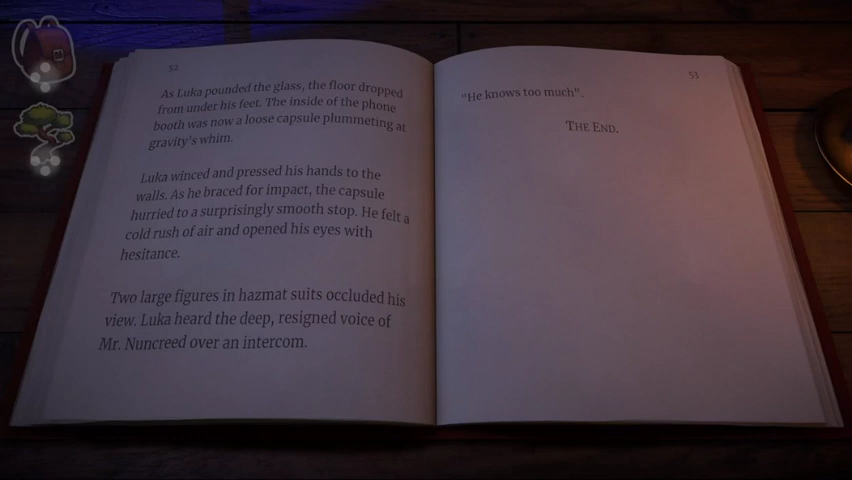 52
As Luka pounded the glass, the floor dropped
from under his feet. The inside of the phone
booth was now a loose capsule plummeting at
gravity's whim.
Luka winced and pressed his hands to the
walls. As he braced for impact, the capsule
hurried to a surprisingly smooth stop. He felt a
cold rush of air and opened his eyes with
hesitance.
Two large figures in hazmat suits occluded his
view. Luka heard the deep, resigned voice of
Mr. Nuncreed over an intercom.
53
"He knows too much".
THE END.